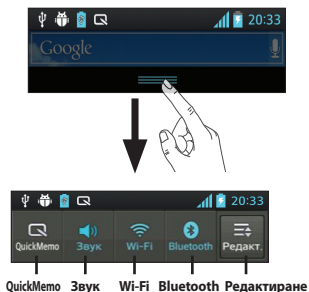 20:33
Google
20:33
QuickMemo Звук Wi-Fi Bluetooth Редакт.
QuickMemo Звук Wi-Fi Bluetooth Редактиране